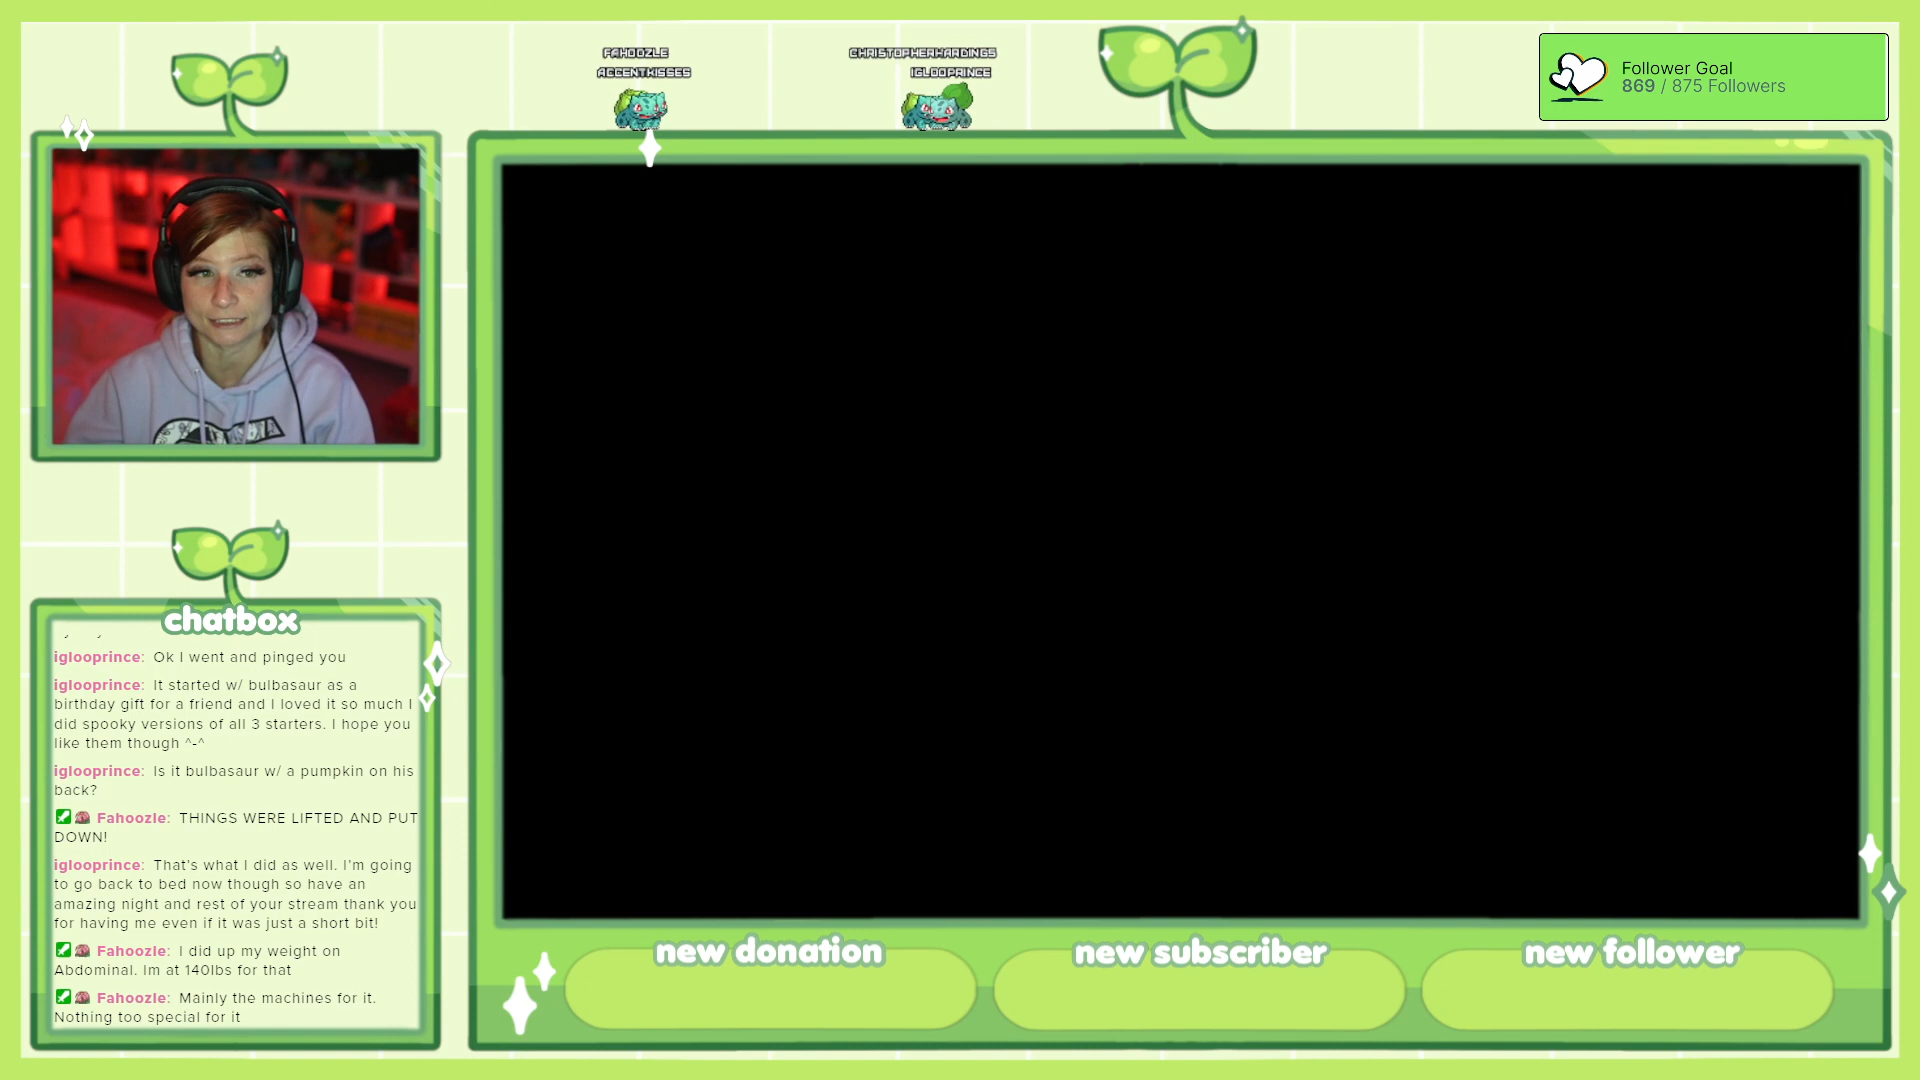 FAHOOZLE
ACCENTKISSES
CHRISTOPHERHARDING5
IGLOOPRINCE
Follower Goal
869 / 875 Followers
chatbox
iglooprince: Ok I went and pinged you
iglooprince: It started w/ bulbasaur as a
birthday gift for a friend and I loved it so much I
did spooky versions of all 3 starters. I hope you
like them though ^-^
iglooprince: Is it bulbasaur w/ a pumpkin on his
back?
Fahoozle: THINGS WERE LIFTED AND PUT
DOWN!
iglooprince: That's what I did as well. I'm going
to go back to bed now though so have an
amazing night and rest of your stream thank you
for having me even if it was just a short bit!
Fahoozle: I did up my weight on
Abdominal. Im at 140lbs for that
Fahoozle: Mainly the machines for it.
Nothing too special for it
new donation
new subscriber
new follower